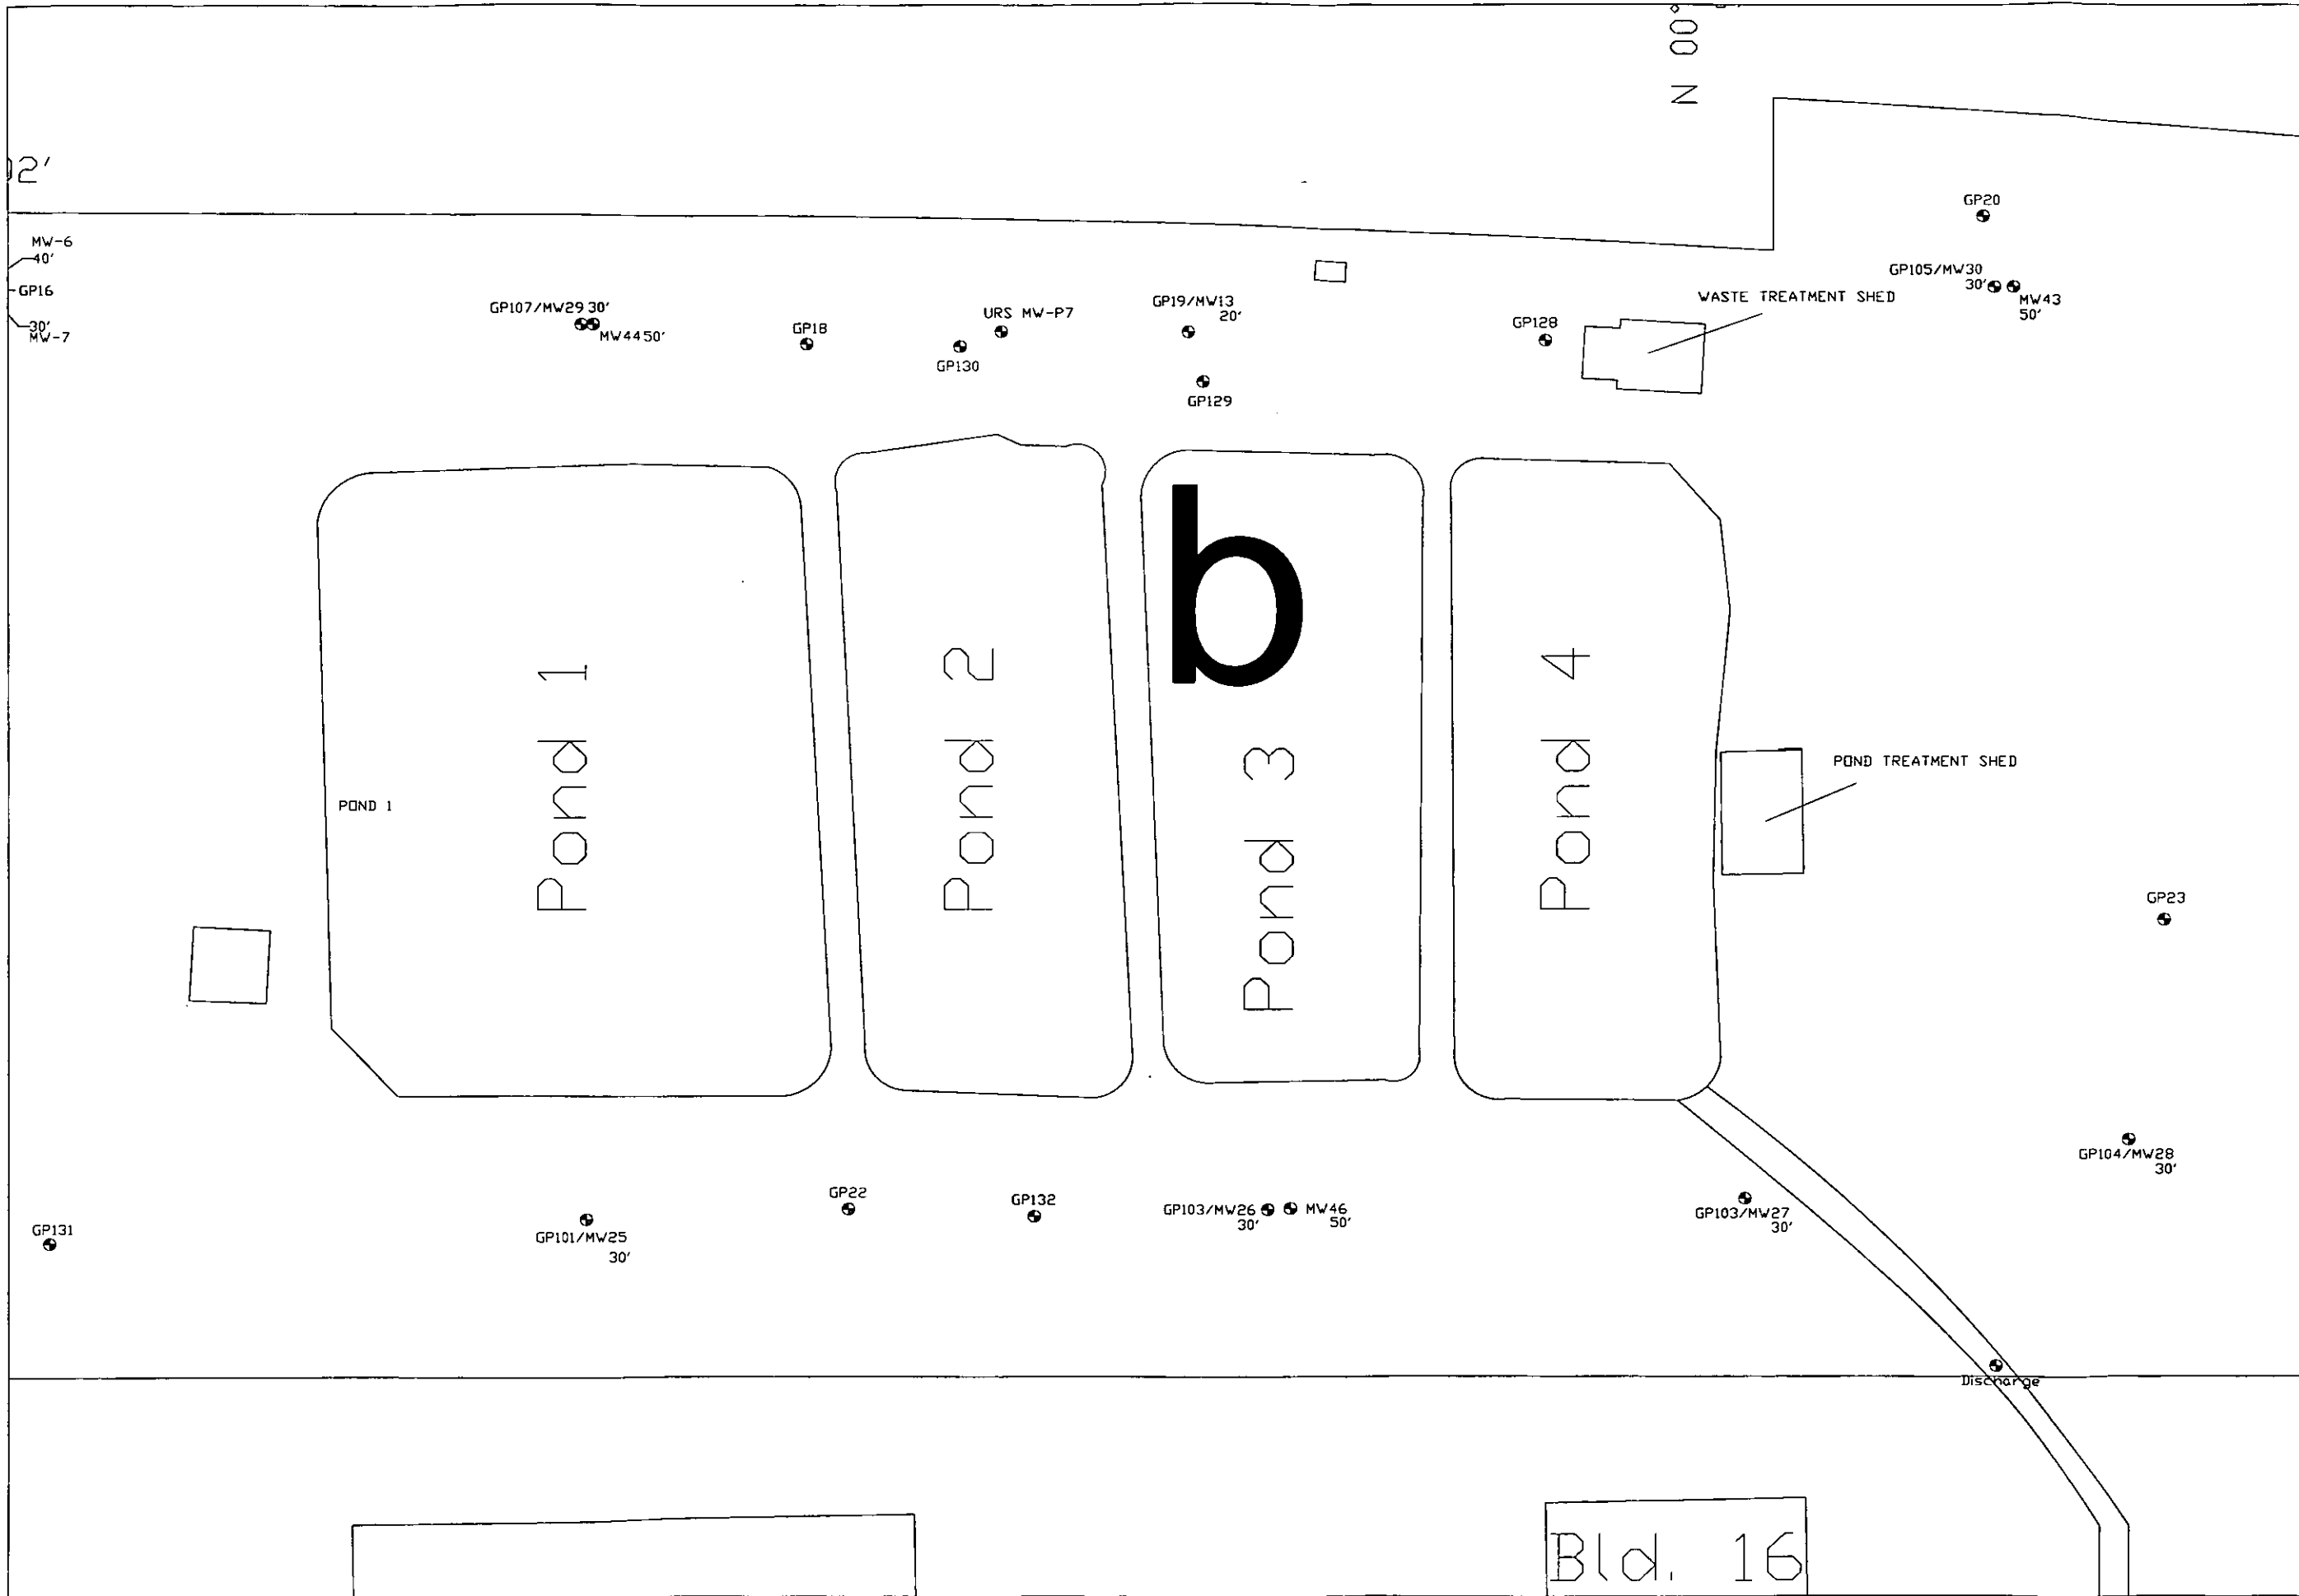 N 00°
02'
MW-6
40'
GP16
30'
MW-7
GP20
GP105/MW30
30'
MW43
50'
GP107/MW29 30'
MW44 50'
GP18
URS MW-P7
GP130
GP19/MW13
20'
GP129
GP128
WASTE TREATMENT SHED
b
Pond 1
Pond 2
Pond 3
Pond 4
POND 1
POND TREATMENT SHED
GP23
GP104/MW28
30'
GP131
GP101/MW25
30'
GP22
GP132
GP103/MW26
30'
MW46
50'
GP103/MW27
30'
Discharge
Bld. 16